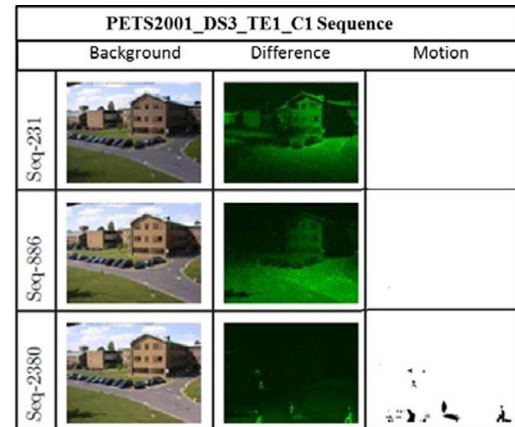 PETS2001_DS3_TE1_C1 Sequence
Background Difference Motion
Seq-231
Seq-886
Seq-2380